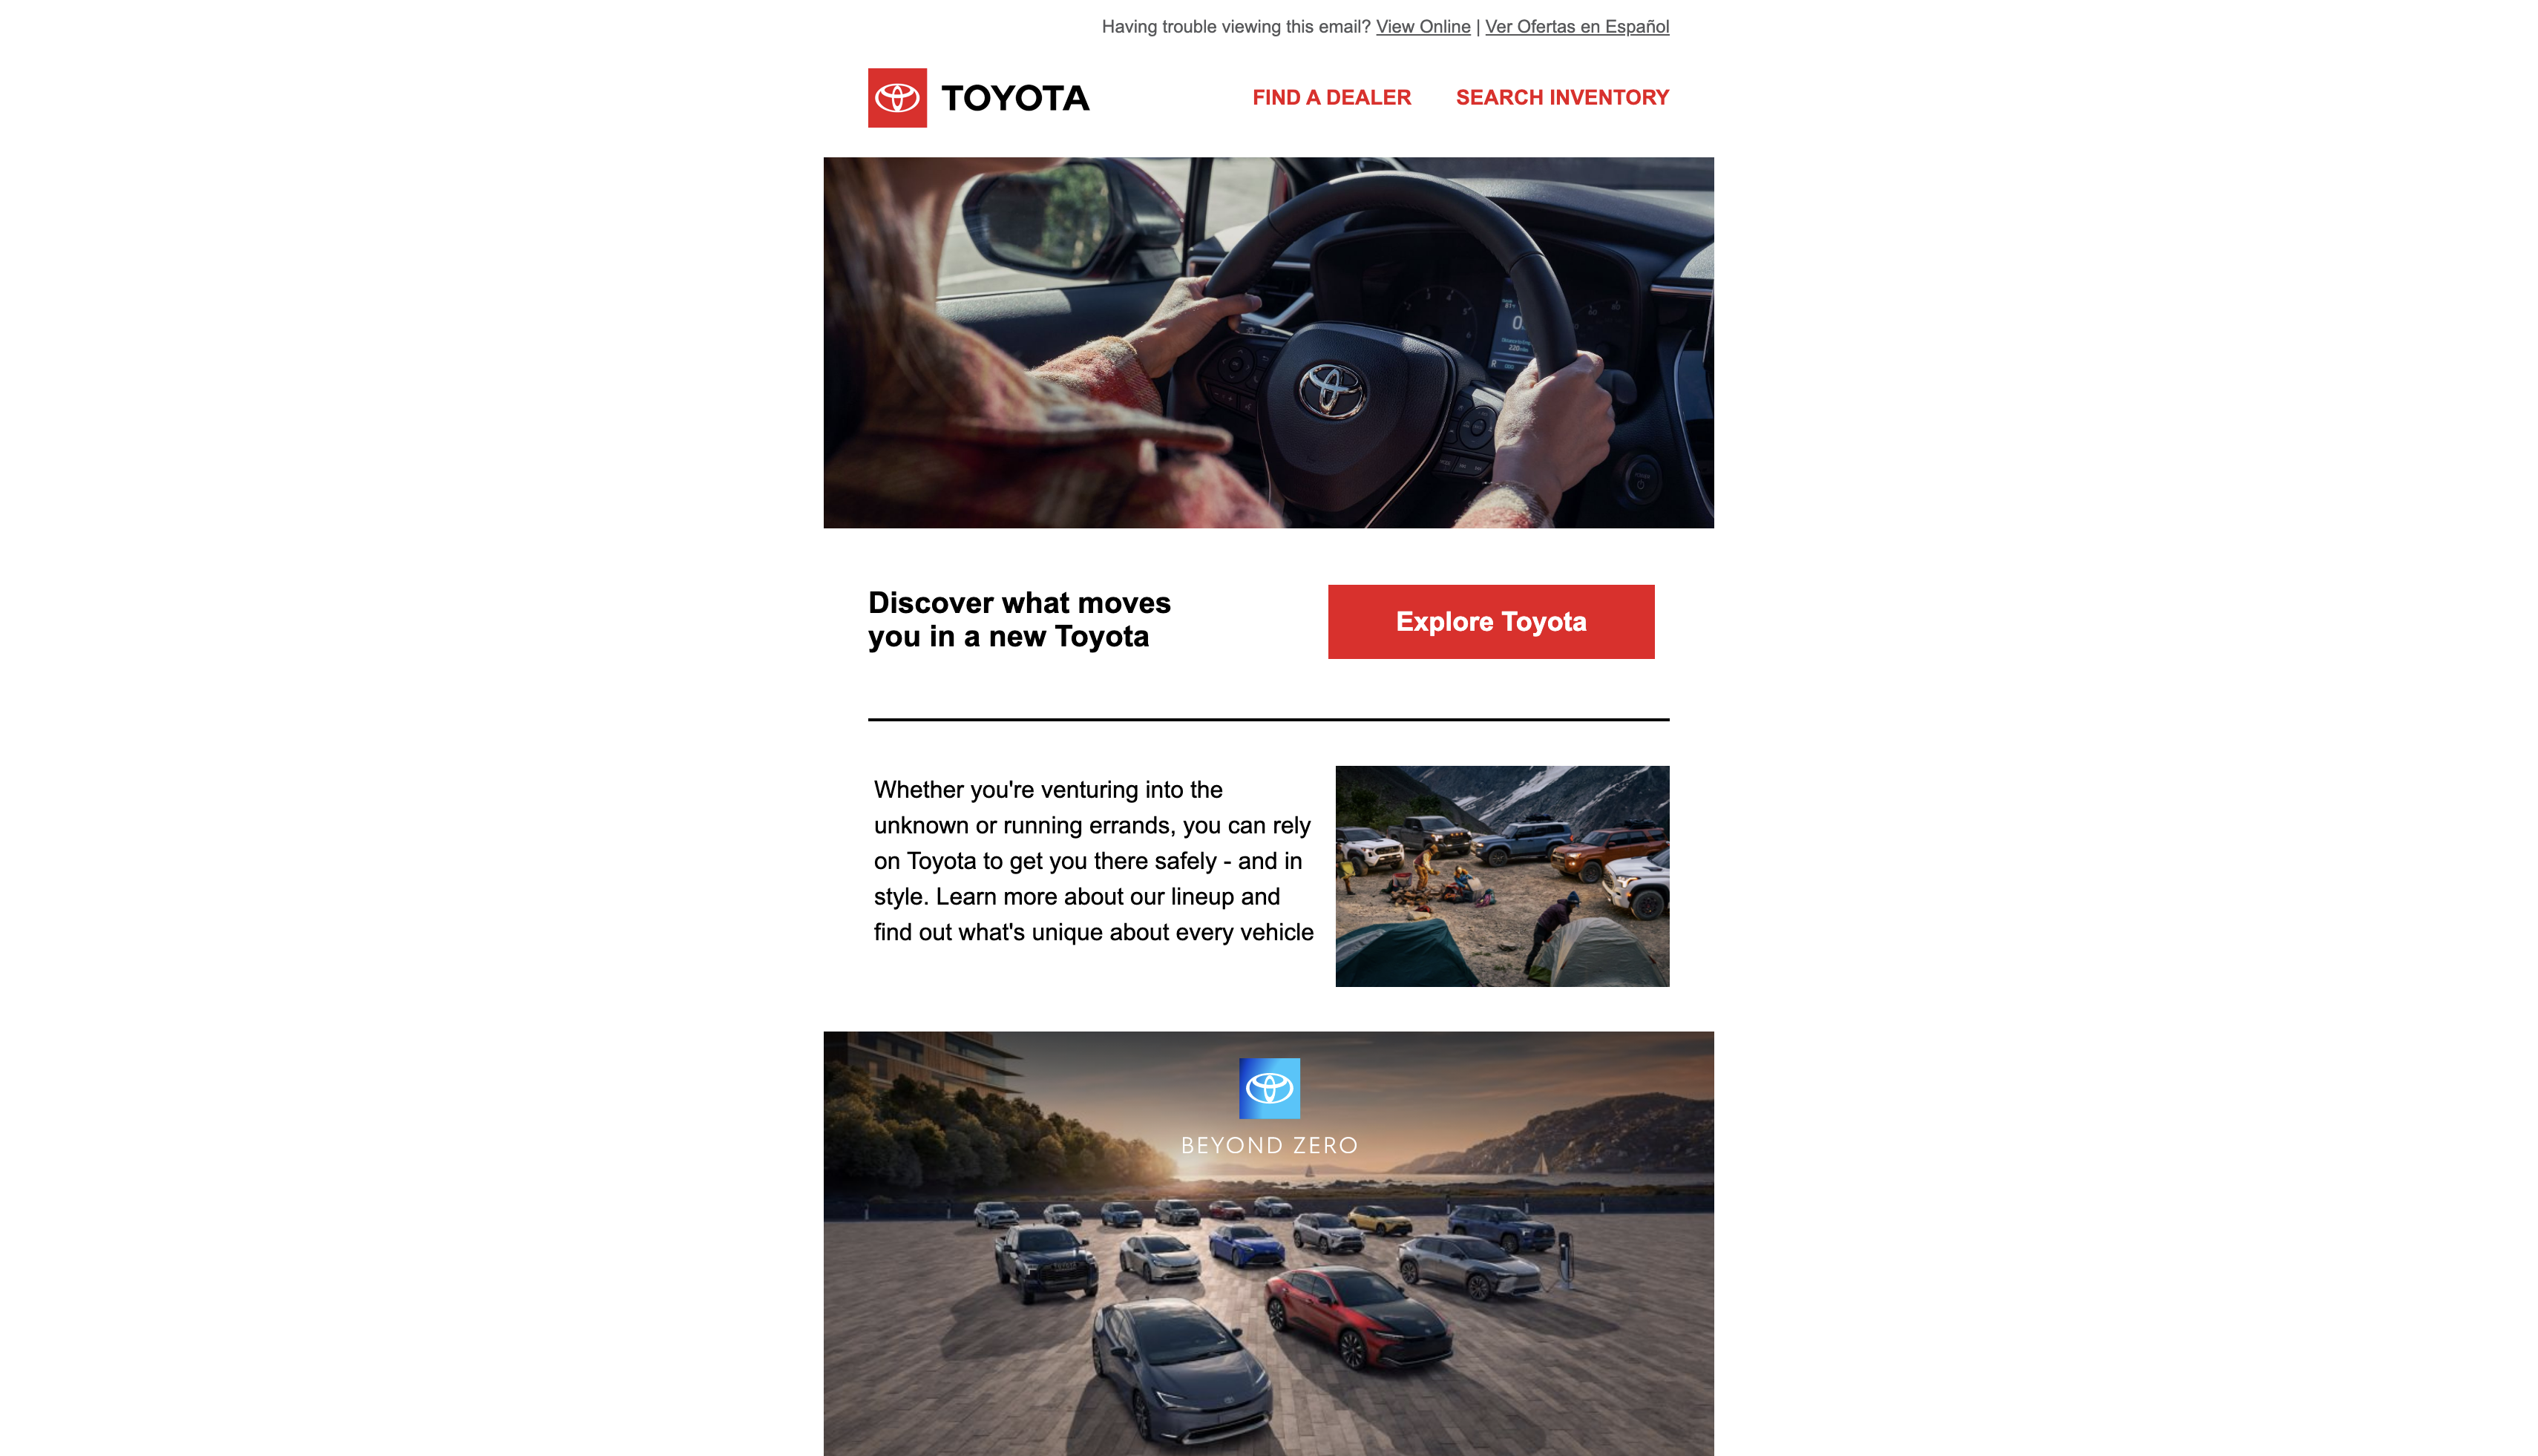 Having trouble viewing this email? View Online | Ver Ofertas en Español
TOYOTA
FIND A DEALER
SEARCH INVENTORY
Discover what moves
you in a new Toyota
Explore Toyota
Whether you're venturing into the
unknown or running errands, you can rely
on Toyota to get you there safely - and in
style. Learn more about our lineup and
find out what's unique about every vehicle
BEYOND ZERO